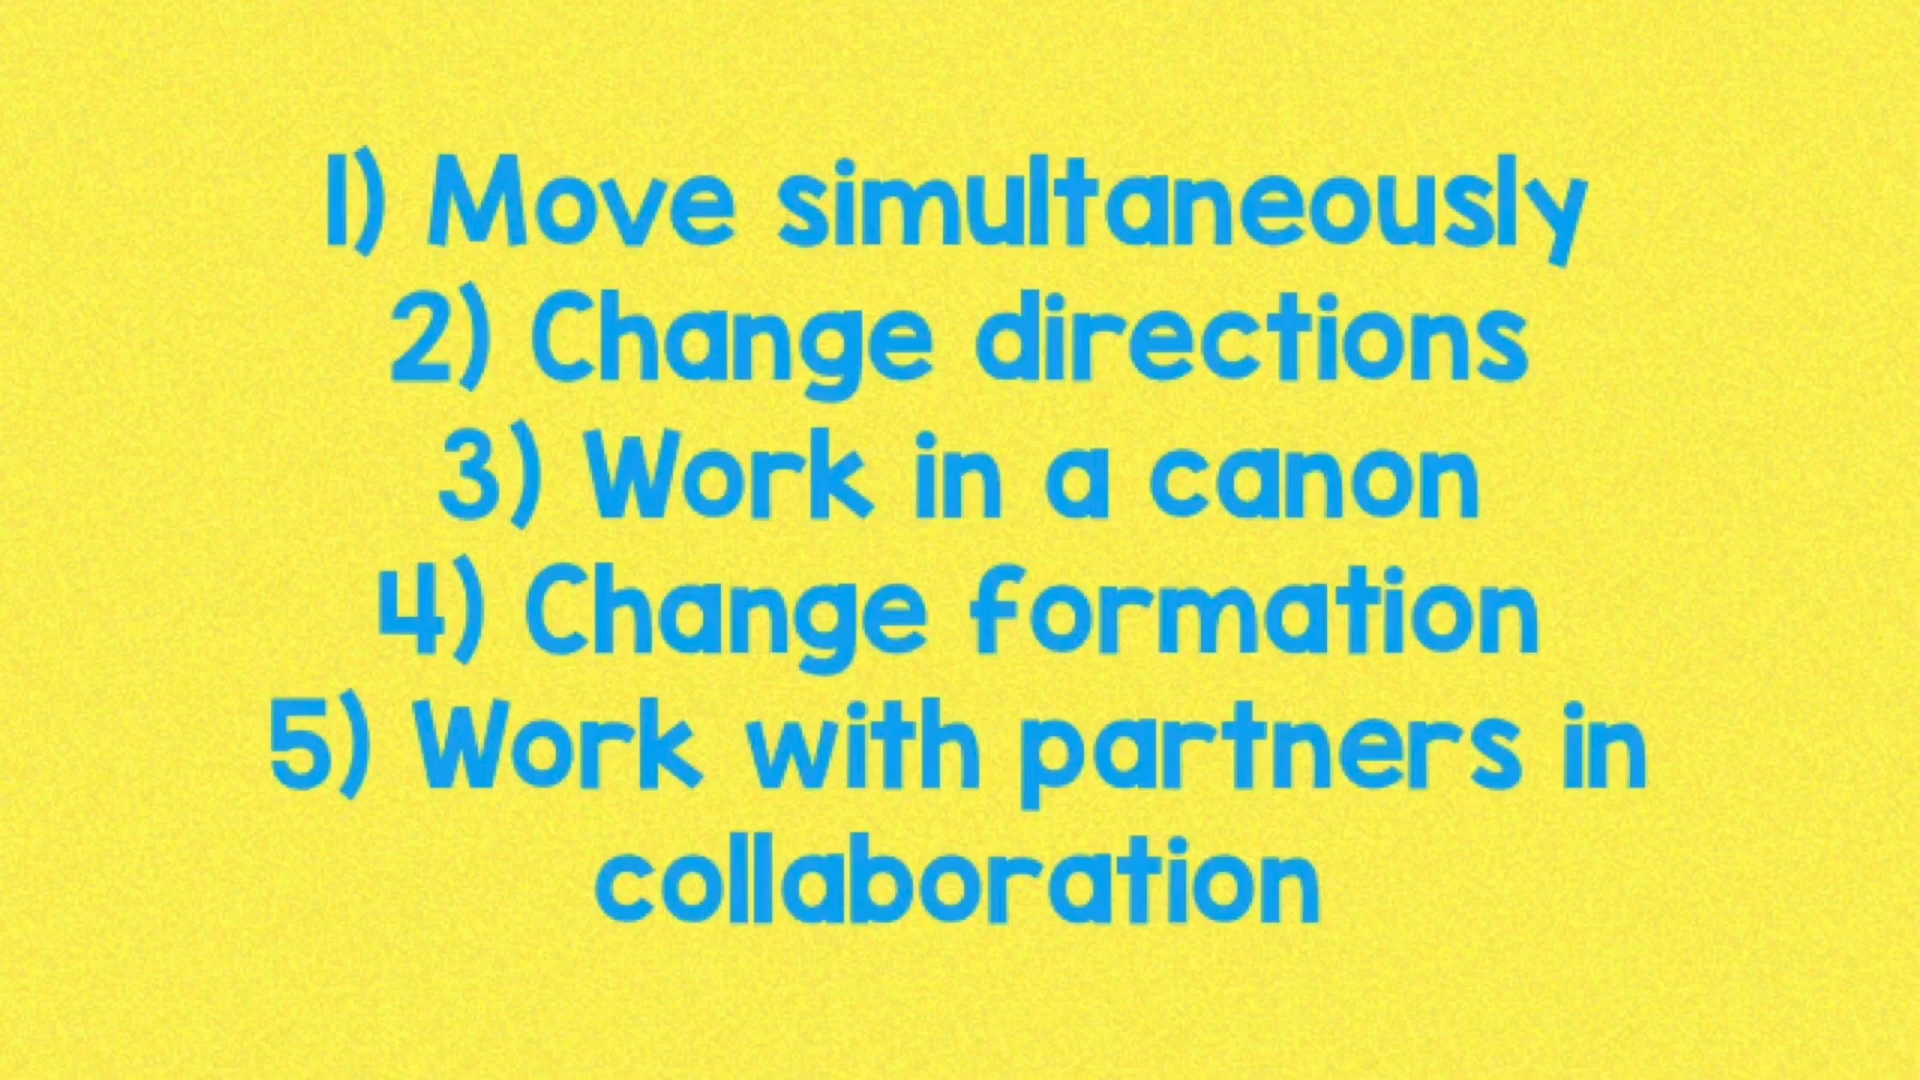 1) Move simultaneously
2) Change directions
3) Work in a canon
4) Change formation
5) Work with partners in
collaboration